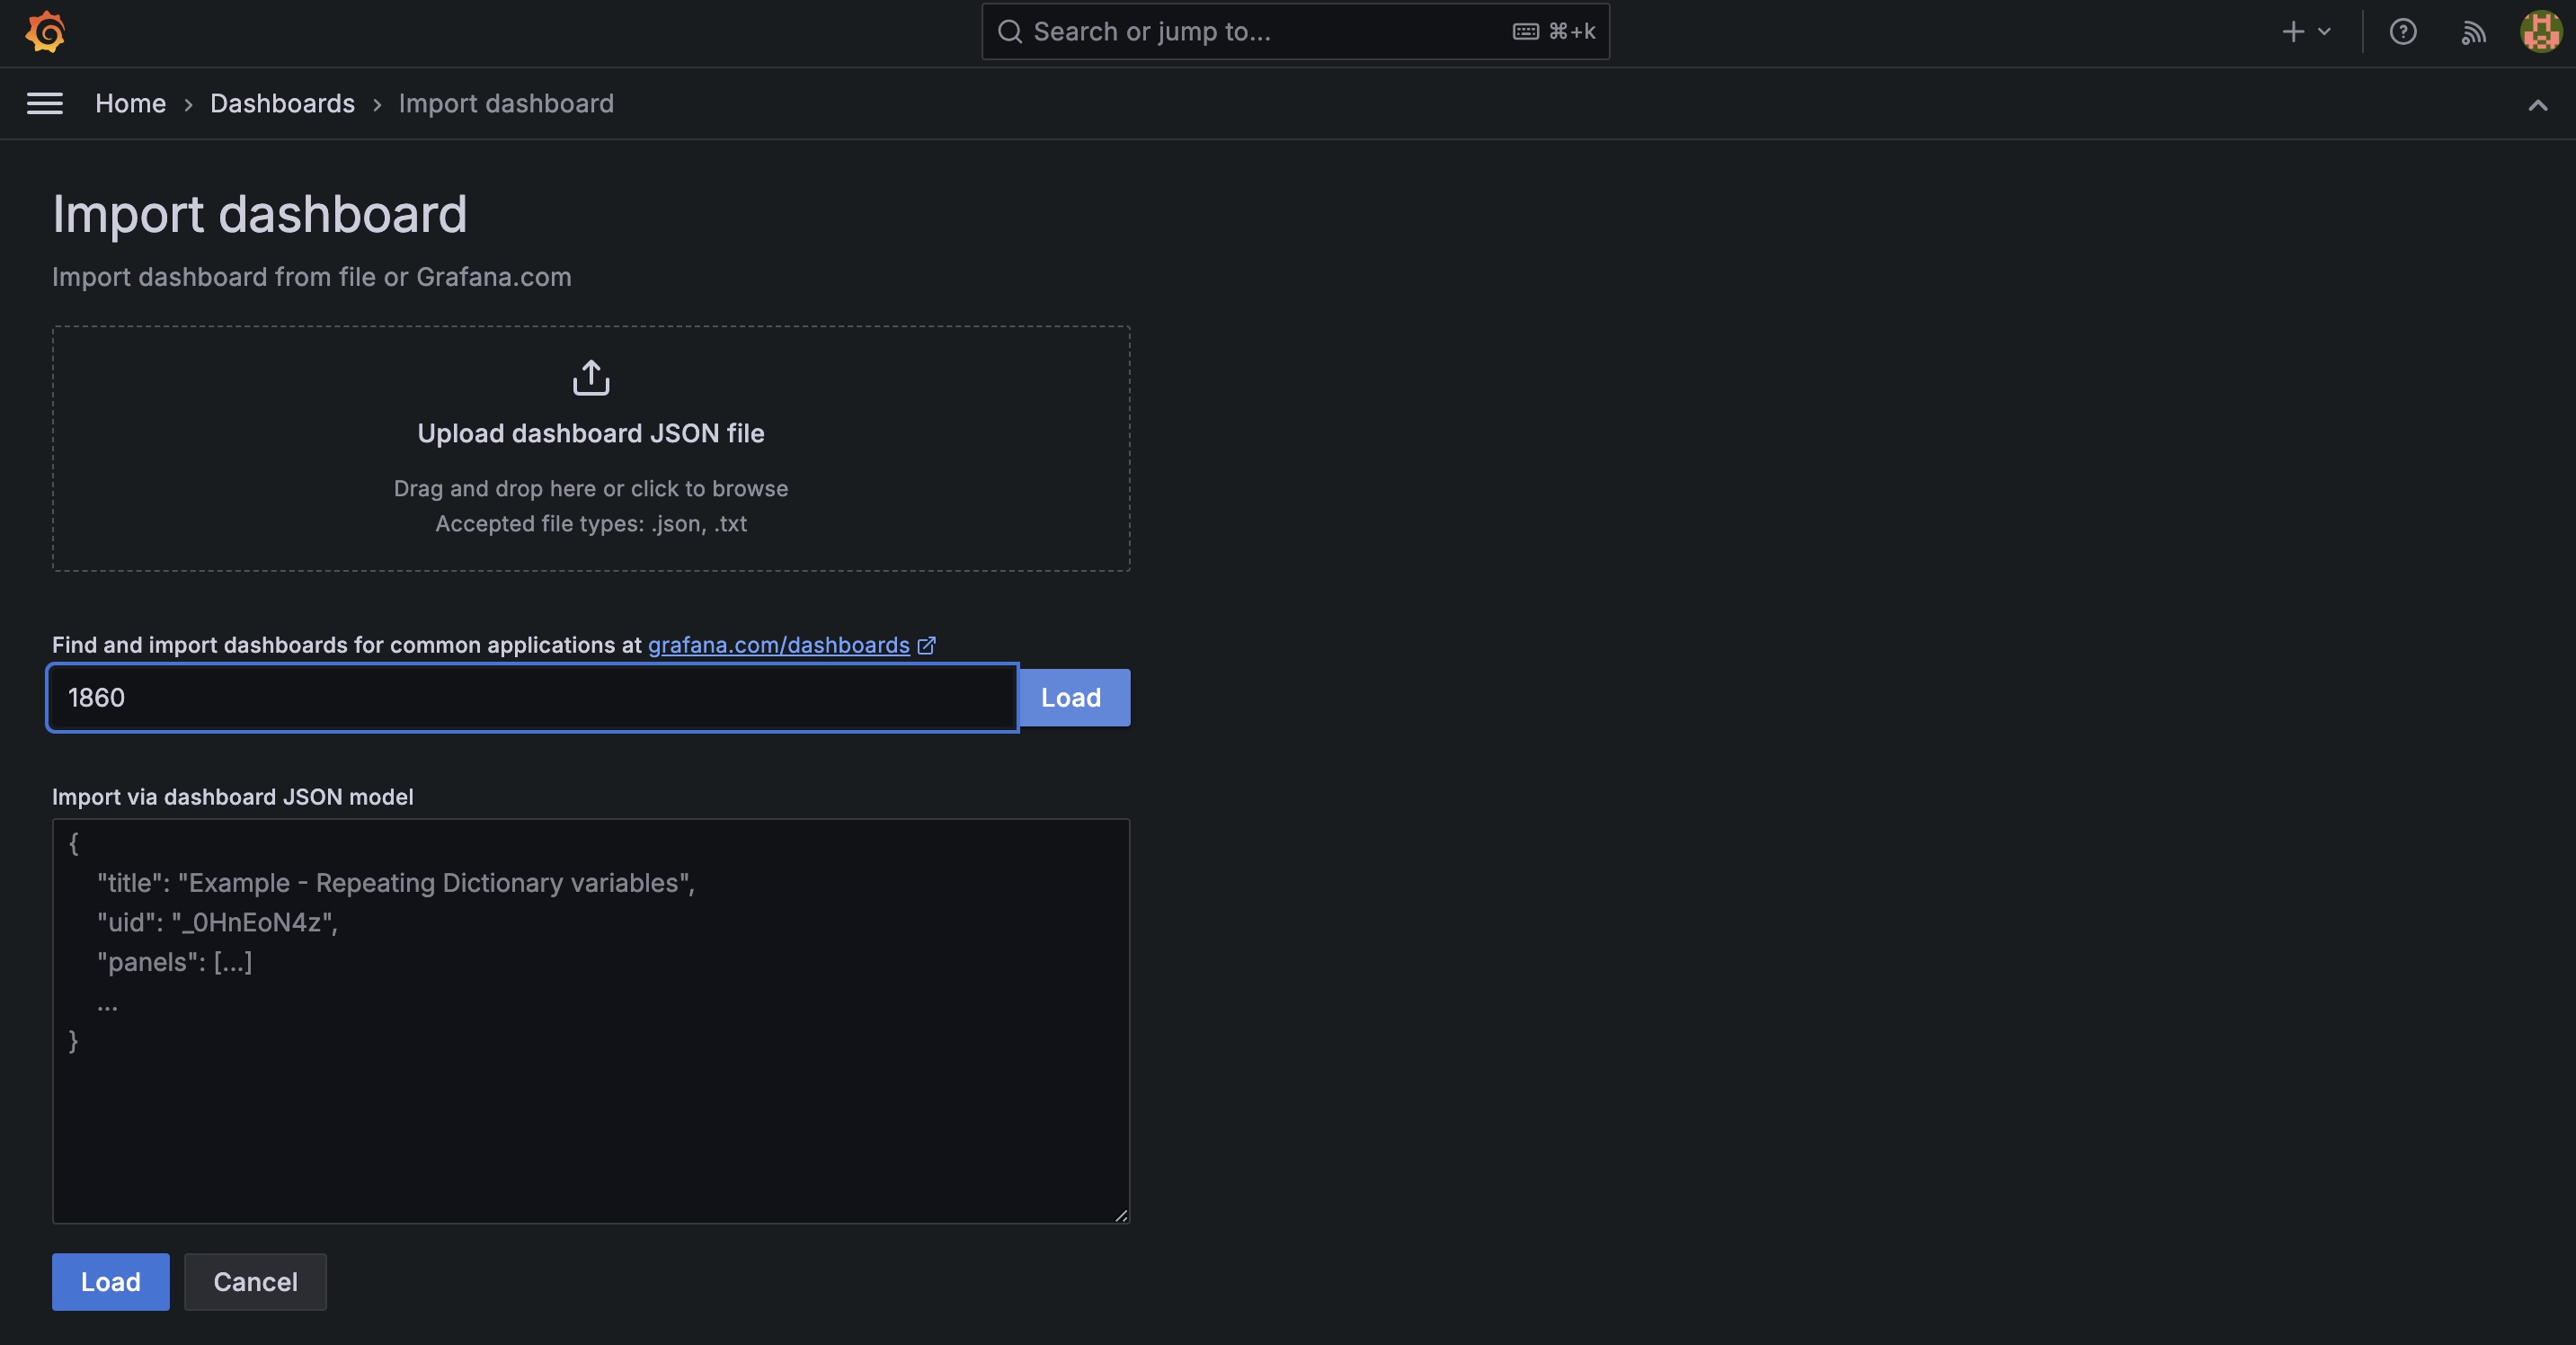 Search or jump to...
⌘+k
Home › Dashboards › Import dashboard
Import dashboard
Import dashboard from file or Grafana.com
Upload dashboard JSON file
Drag and drop here or click to browse
Accepted file types: .json, .txt
Find and import dashboards for common applications at grafana.com/dashboards
1860
Load
Import via dashboard JSON model
{
"title": "Example - Repeating Dictionary variables",
"uid": "_0HnEoN4z",
"panels": [...]
...
}
Load
Cancel